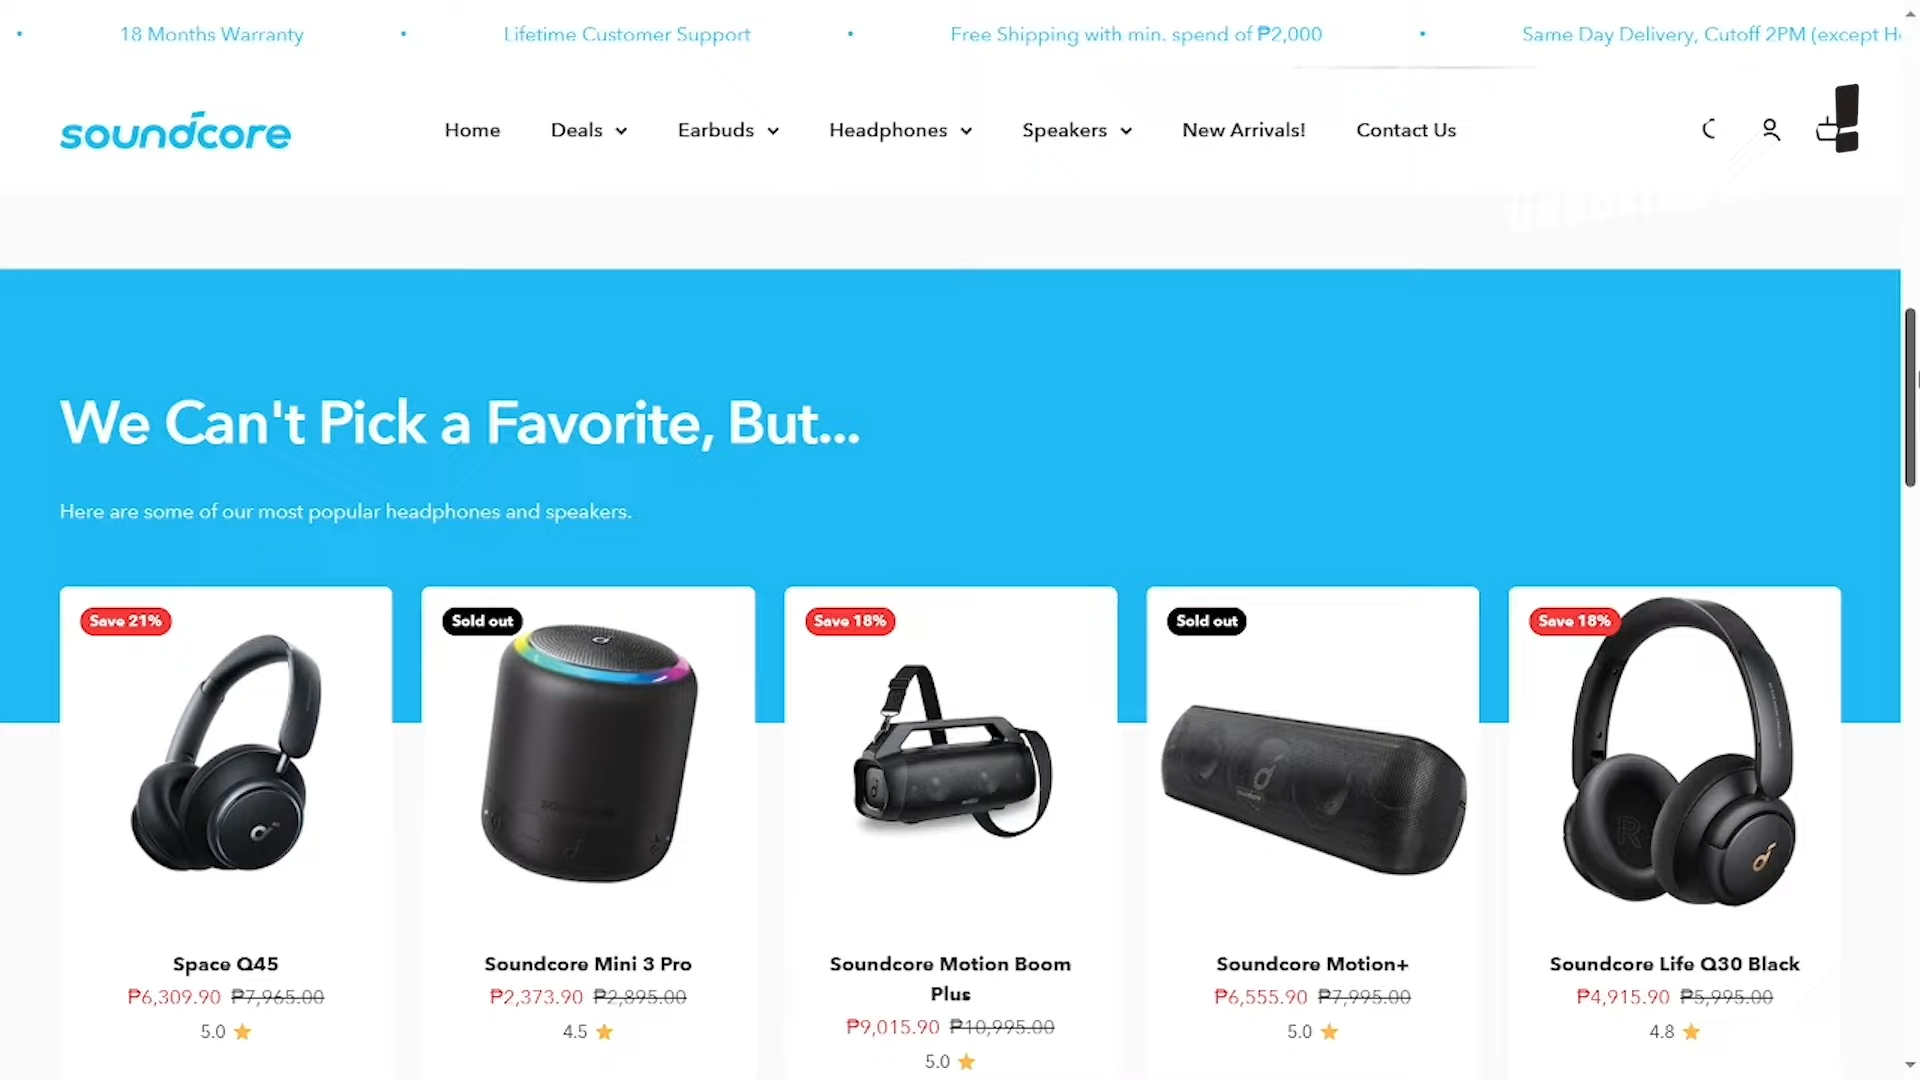 18 Months Warranty
Lifetime Customer Support
Free Shipping with min. spend of ₱2,000
Same Day Delivery, Cutoff 2PM (except
soundcore
Home
Deals
Earbuds
Headphones
Speakers
New Arrivals!
Contact Us
We Can't Pick a Favorite, But...
Here are some of our most popular headphones and speakers.
Save 21%
Sold out
Save 18%
Sold out
Save 18%
Space Q45
₱6,309.90 ₱7,965.00
5.0
Soundcore Mini 3 Pro
₱2,373.90 ₱2,895.00
4.5
Soundcore Motion Boom
Plus
₱9,015.90 ₱10,995.00
5.0
Soundcore Motion+
₱6,555.90 ₱7,995.00
5.0
Soundcore Life Q30 Black
₱4,915.90 ₱5,995.00
4.8